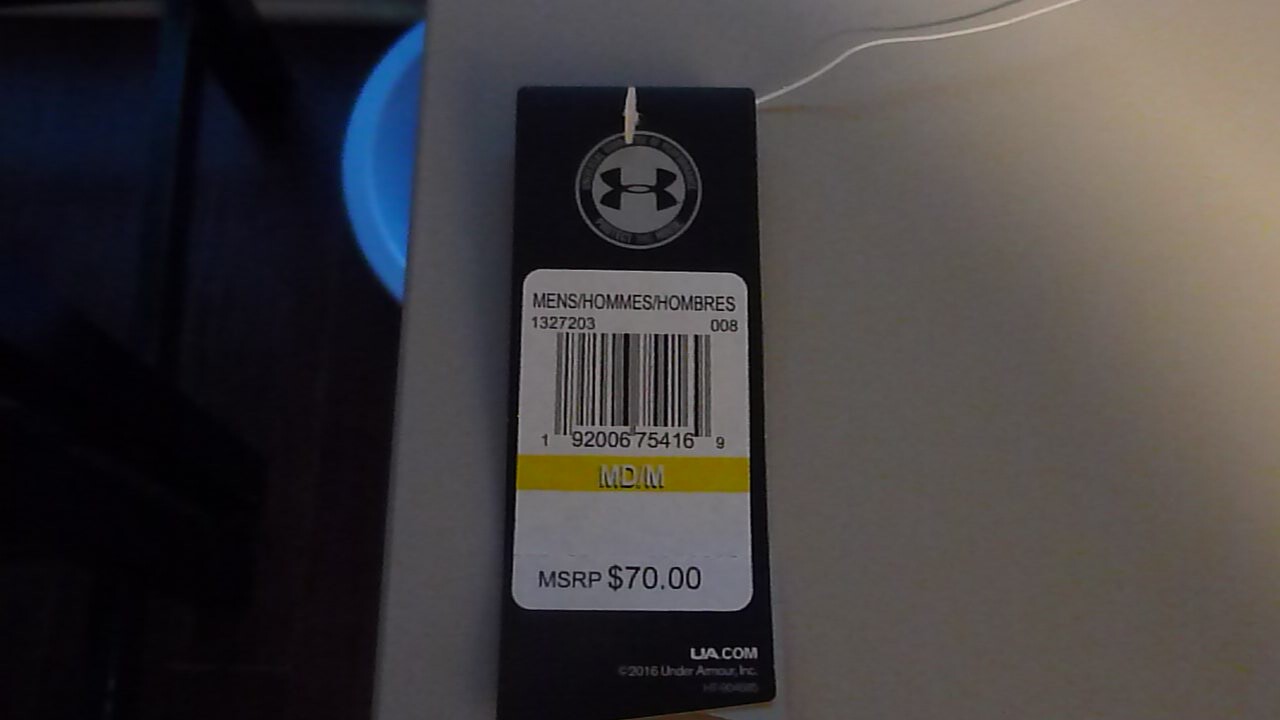 MENS/HOMMES/HOMBRES
1327203 008
1 92006 75416 9
MD/M
MSRP $70.00
UA.COM
©2016 Under Armour, Inc.